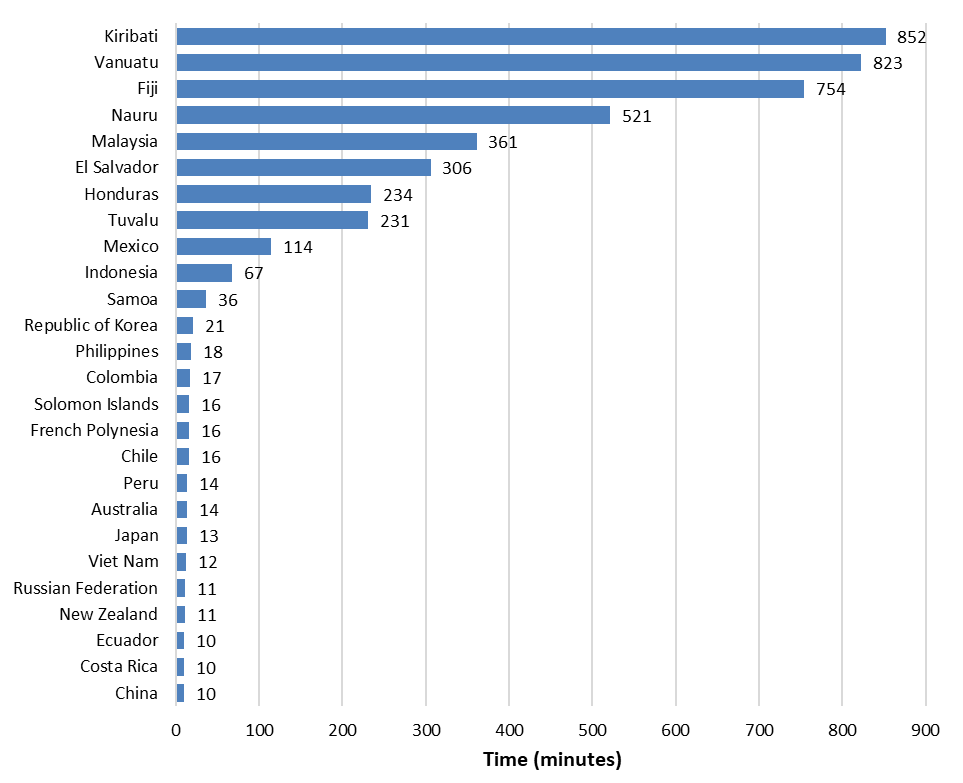 Kiribati 852
Vanuatu 823
Fiji 754
Nauru 521
Malaysia 361
El Salvador 306
Honduras 234
Tuvalu 231
Mexico 114
Indonesia 67
Samoa 36
Republic of Korea 21
Philippines 18
Colombia 17
Solomon Islands 16
French Polynesia 16
Chile 16
Peru 14
Australia 14
Japan 13
Viet Nam 12
Russian Federation 11
New Zealand 11
Ecuador 10
Costa Rica 10
China 10
0 100 200 300 400 500 600 700 800 900
Time (minutes)